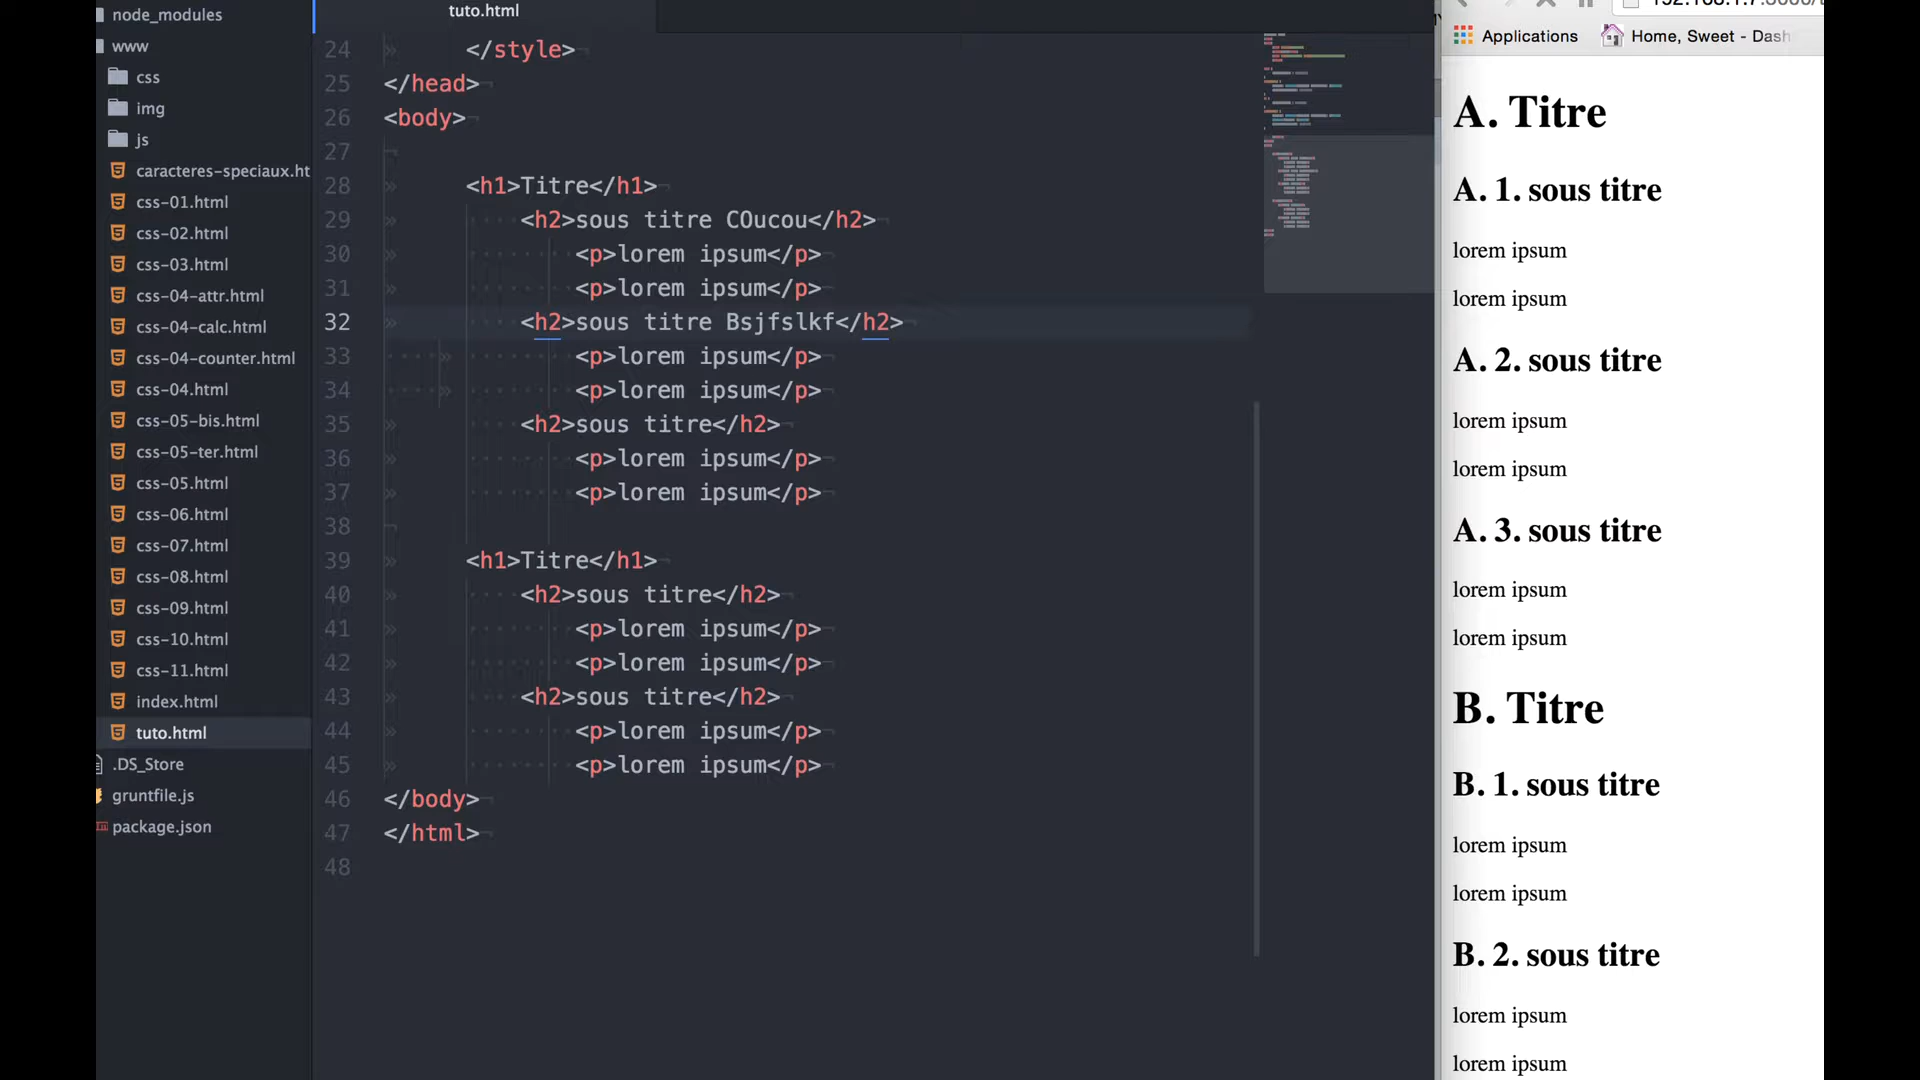 node_modules
www
css
img
js
caracteres-speciaux.ht
css-01.html
css-02.html
css-03.html
css-04-attr.html
css-04-calc.html
css-04-counter.html
css-04.html
css-05-bis.html
css-05-ter.html
css-05.html
css-06.html
css-07.html
css-08.html
css-09.html
css-10.html
css-11.html
index.html
tuto.html
.DS_Store
gruntfile.js
package.json
tuto.html
24 </style>
25 </head>
26 <body>
27
28 <h1>Titre</h1>
29 <h2>sous titre COucou</h2>
30 <p>lorem ipsum</p>
31 <p>lorem ipsum</p>
32 <h2>sous titre Bsjfslkf</h2>
33 <p>lorem ipsum</p>
34 <p>lorem ipsum</p>
35 <h2>sous titre</h2>
36 <p>lorem ipsum</p>
37 <p>lorem ipsum</p>
38
39 <h1>Titre</h1>
40 <h2>sous titre</h2>
41 <p>lorem ipsum</p>
42 <p>lorem ipsum</p>
43 <h2>sous titre</h2>
44 <p>lorem ipsum</p>
45 <p>lorem ipsum</p>
46 </body>
47 </html>
48
Applications Home, Sweet - Dash
A. Titre
A. 1. sous titre
lorem ipsum
lorem ipsum
A. 2. sous titre
lorem ipsum
lorem ipsum
A. 3. sous titre
lorem ipsum
lorem ipsum
B. Titre
B. 1. sous titre
lorem ipsum
lorem ipsum
B. 2. sous titre
lorem ipsum
lorem ipsum